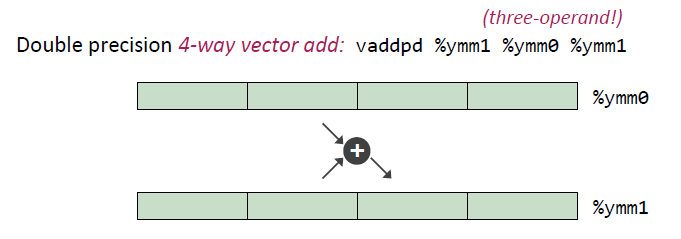 (three-operand!)
Double precision 4-way vector add: vaddpd %ymm1 %ymm0 %ymm1
%ymm0
+
%ymm1